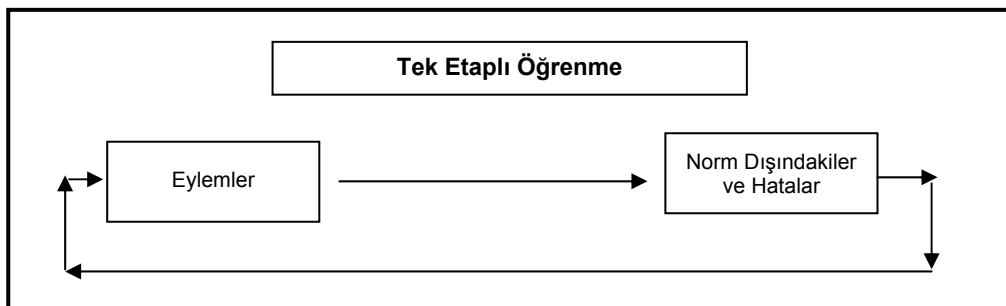 Tek Etaplı Öğrenme
Eylemler
Norm Dışındakiler
ve Hatalar